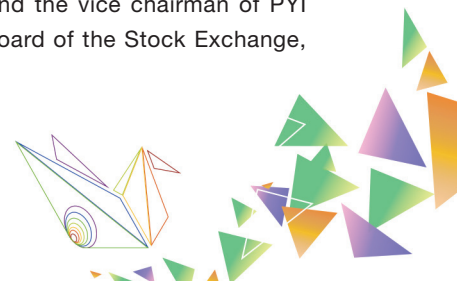 nd the vice chairman of PYI
oard of the Stock Exchange,